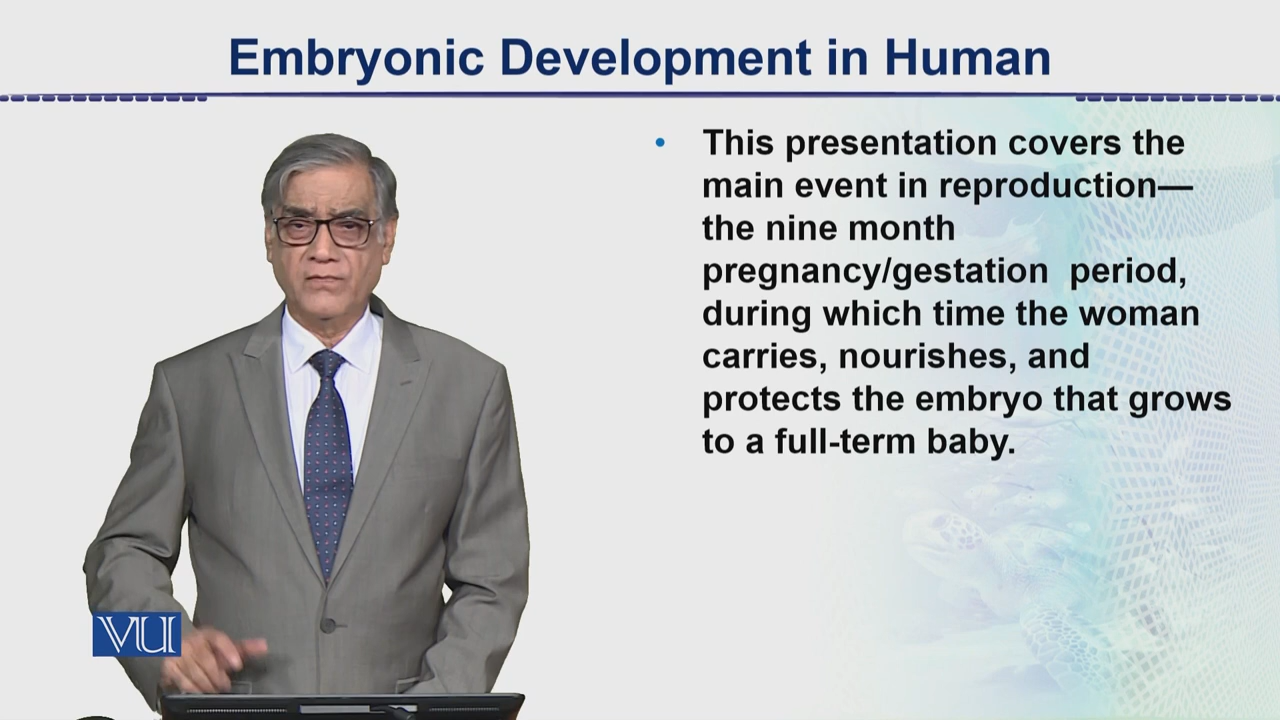 Embryonic Development in Human
• This presentation covers the
main event in reproduction—
the nine month
pregnancy/gestation  period,
during which time the woman
carries, nourishes, and
protects the embryo that grows
to a full-term baby.
VU